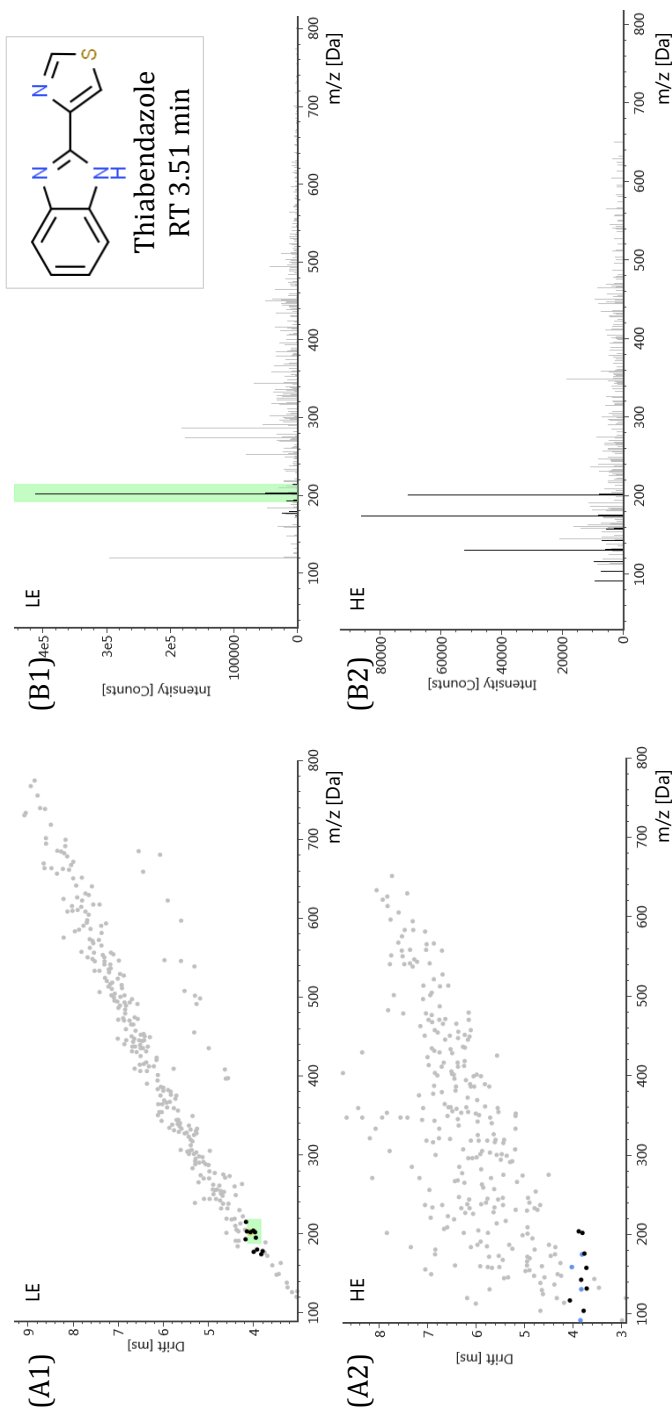 (A1)
LE
Drift [ms]
9
8
7
6
5
4
100
200
300
400
500
600
700
800
m/z [Da]
(B1)
LE
Thiabendazole
RT 3.51 min
N
S
N
N
H
Intensity [Counts]
4e5
3e5
2e5
100000
0
100
200
300
400
500
600
700
800
m/z [Da]
(A2)
HE
Drift [ms]
8
7
6
5
4
3
100
200
300
400
500
600
700
800
m/z [Da]
(B2)
HE
Intensity [Counts]
80000
60000
40000
20000
0
100
200
300
400
500
600
700
800
m/z [Da]